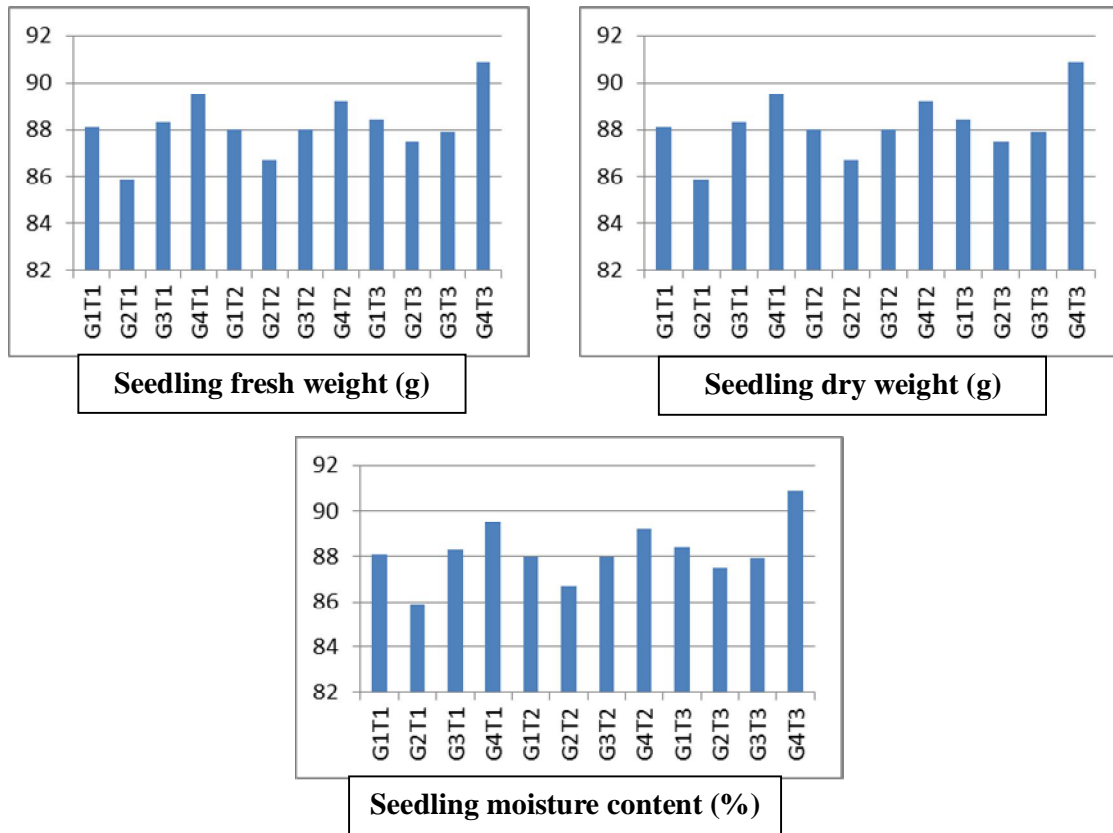 92
90
88
86
84
82
G1T1
G2T1
G3T1
G4T1
G1T2
G2T2
G3T2
G4T2
G1T3
G2T3
G3T3
G4T3
Seedling fresh weight (g)
92
90
88
86
84
82
G1T1
G2T1
G3T1
G4T1
G1T2
G2T2
G3T2
G4T2
G1T3
G2T3
G3T3
G4T3
Seedling dry weight (g)
92
90
88
86
84
82
G1T1
G2T1
G3T1
G4T1
G1T2
G2T2
G3T2
G4T2
G1T3
G2T3
G3T3
G4T3
Seedling moisture content (%)